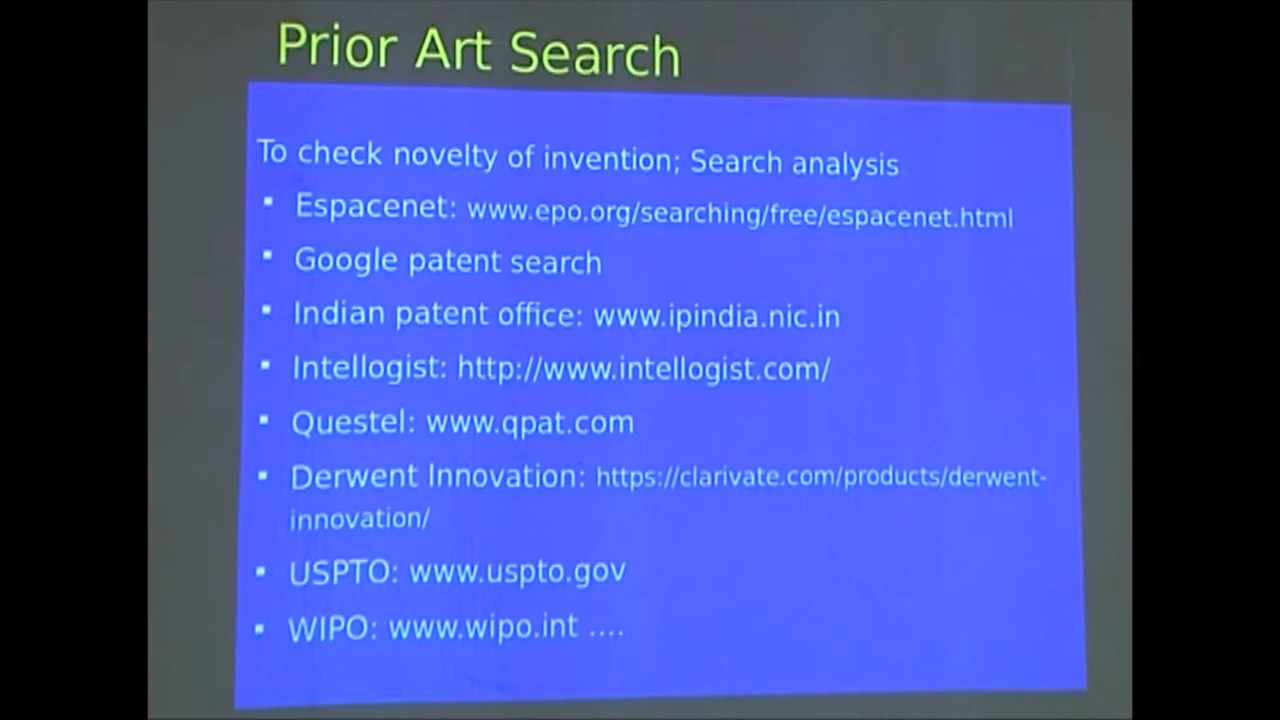 Prior Art Search
To check novelty of invention; Search analysis
▪ Espacenet: www.epo.org/searching/free/espacenet.html
▪ Google patent search
▪ Indian patent office: www.ipindia.nic.in
▪ Intellogist: http://www.intellogist.com/
▪ Questel: www.qpat.com
▪ Derwent Innovation: https://clarivate.com/products/derwent-
innovation/
▪ USPTO: www.uspto.gov
▪ WIPO: www.wipo.int ....